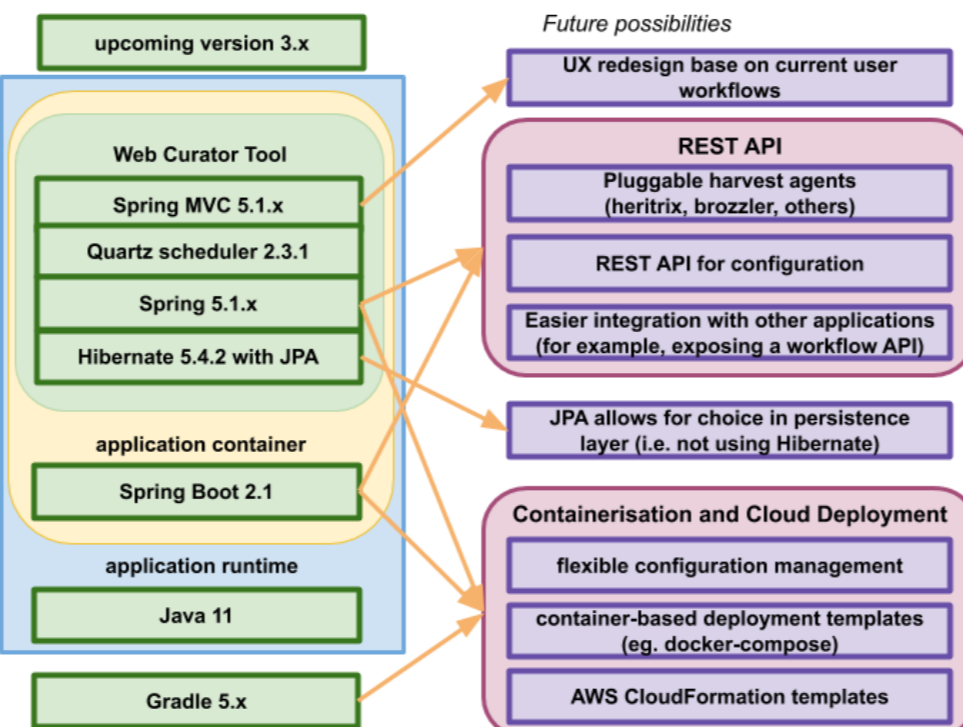 upcoming version 3.x
Web Curator Tool
Spring MVC 5.1.x
Quartz scheduler 2.3.1
Spring 5.1.x
Hibernate 5.4.2 with JPA
application container
Spring Boot 2.1
application runtime
Java 11
Gradle 5.x
Future possibilities
UX redesign base on current user
workflows
REST API
Pluggable harvest agents
(heritrix, brozzler, others)
REST API for configuration
Easier integration with other applications
(for example, exposing a workflow API)
JPA allows for choice in persistence
layer (i.e. not using Hibernate)
Containerisation and Cloud Deployment
flexible configuration management
container-based deployment templates
(eg. docker-compose)
AWS CloudFormation templates